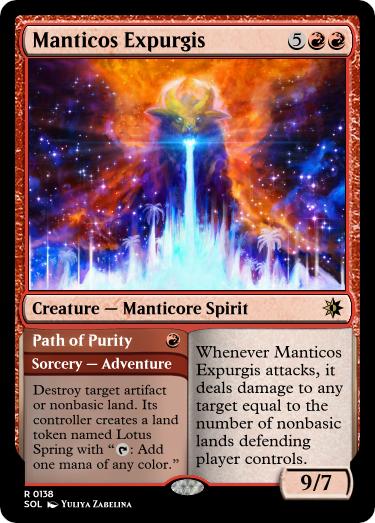 Manticos Expurgis 5
Creature — Manticore Spirit
Path of Purity
Sorcery — Adventure
Destroy target artifact
or nonbasic land. Its
controller creates a land
token named Lotus
Spring with “: Add
one mana of any color.”
Whenever Manticos
Expurgis attacks, it
deals damage to any
target equal to the
number of nonbasic
lands defending
player controls.
9/7
R 0138
SOL Yuliya Zabelina